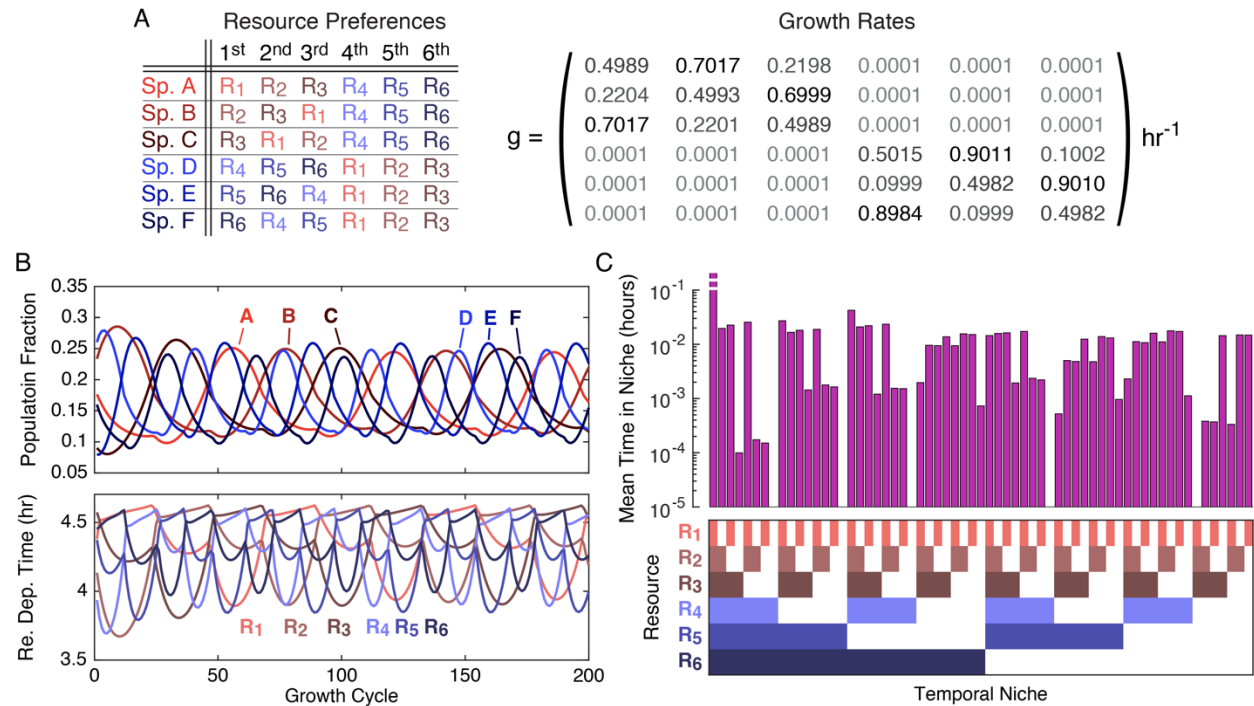 A
Resource Preferences
1st 2nd 3rd 4th 5th 6th
Sp. A R1 R2 R3 R4 R5 R6
Sp. B R2 R3 R1 R4 R5 R6
Sp. C R3 R1 R2 R4 R5 R6
Sp. D R4 R5 R6 R1 R2 R3
Sp. E R5 R6 R4 R1 R2 R3
Sp. F R6 R4 R5 R1 R2 R3
Growth Rates
g =
0.4989 0.7017 0.2198 0.0001 0.0001 0.0001
0.2204 0.4993 0.6999 0.0001 0.0001 0.0001
0.7017 0.2201 0.4989 0.0001 0.0001 0.0001
0.0001 0.0001 0.0001 0.5015 0.9011 0.1002
0.0001 0.0001 0.0001 0.0999 0.4982 0.9010
0.0001 0.0001 0.0001 0.8984 0.0999 0.4982
hr-1
B
Populatoin Fraction
0.35
0.3
0.25
0.2
0.15
0.1
0.05
A B C D E F
Re. Dep. Time (hr)
4.5
4
3.5
R1 R2 R3 R4 R5 R6
0 50 100 150 200
Growth Cycle
C
Mean Time in Niche (hours)
10-1
10-2
10-3
10-4
10-5
Resource
R1
R2
R3
R4
R5
R6
Temporal Niche